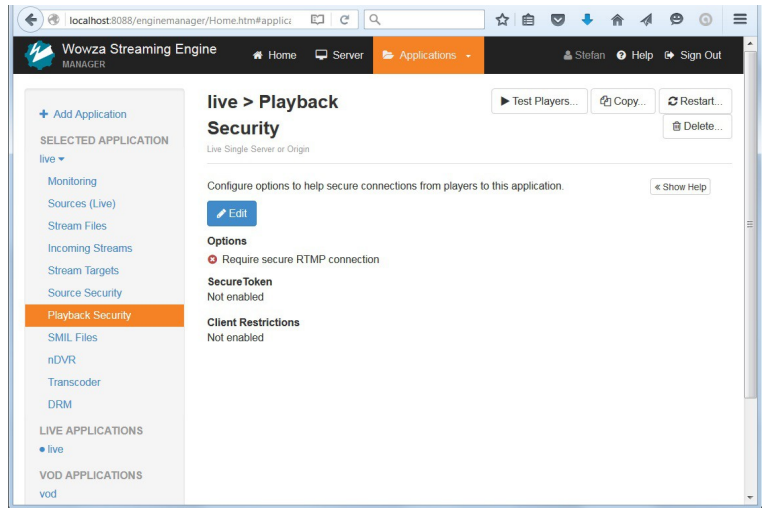 localhost:8088/enginemanager/Home.htm#applica
Wowza Streaming Engine
MANAGER
Home
Server
Applications
Stefan
Help
Sign Out
+ Add Application
SELECTED APPLICATION
live
Monitoring
Sources (Live)
Stream Files
Incoming Streams
Stream Targets
Source Security
Playback Security
SMIL Files
nDVR
Transcoder
DRM
LIVE APPLICATIONS
live
VOD APPLICATIONS
vod
live > Playback
Security
Live Single Server or Origin
Test Players...
Copy...
Restart...
Delete...
Configure options to help secure connections from players to this application.
« Show Help
Edit
Options
Require secure RTMP connection
SecureToken
Not enabled
Client Restrictions
Not enabled